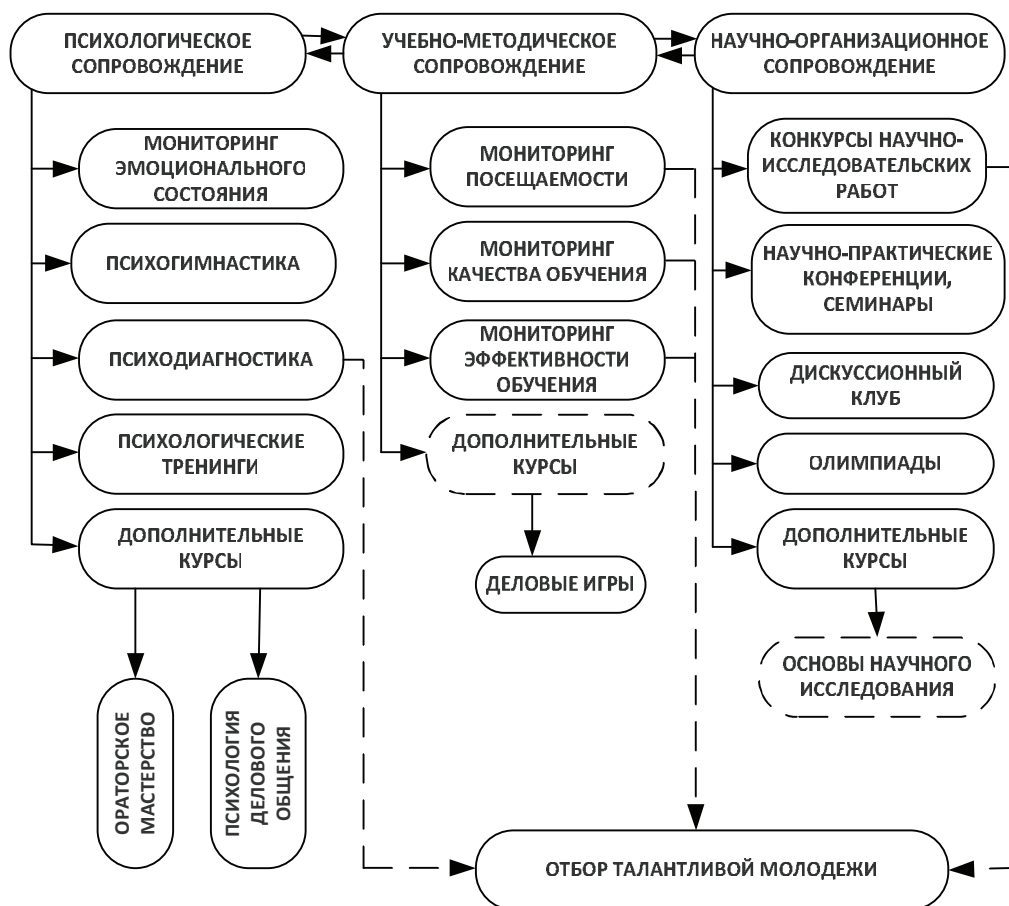 ПСИХОЛОГИЧЕСКОЕ
СОПРОВОЖДЕНИЕ
УЧЕБНО-МЕТОДИЧЕСКОЕ
СОПРОВОЖДЕНИЕ
НАУЧНО-ОРГАНИЗАЦИОННОЕ
СОПРОВОЖДЕНИЕ
МОНИТОРИНГ
ЭМОЦИОНАЛЬНОГО
СОСТОЯНИЯ
ПСИХОГИМНАСТИКА
ПСИХОДИАГНОСТИКА
ПСИХОЛОГИЧЕСКИЕ
ТРЕНИНГИ
ДОПОЛНИТЕЛЬНЫЕ
КУРСЫ
ОРАТОРСКОЕ
МАСТЕРСТВО
ПСИХОЛОГИЯ
ДЕЛОВОГО
ОБЩЕНИЯ
МОНИТОРИНГ
ПОСЕЩАЕМОСТИ
МОНИТОРИНГ
КАЧЕСТВА ОБУЧЕНИЯ
МОНИТОРИНГ
ЭФФЕКТИВНОСТИ
ОБУЧЕНИЯ
ДОПОЛНИТЕЛЬНЫЕ
КУРСЫ
ДЕЛОВЫЕ ИГРЫ
КОНКУРСЫ НАУЧНО-
ИССЛЕДОВАТЕЛЬСКИХ
РАБОТ
НАУЧНО-ПРАКТИЧЕСКИЕ
КОНФЕРЕНЦИИ,
СЕМИНАРЫ
ДИСКУССИОННЫЙ
КЛУБ
ОЛИМПИАДЫ
ДОПОЛНИТЕЛЬНЫЕ
КУРСЫ
ОСНОВЫ НАУЧНОГО
ИССЛЕДОВАНИЯ
ОТБОР ТАЛАНТЛИВОЙ МОЛОДЕЖИ